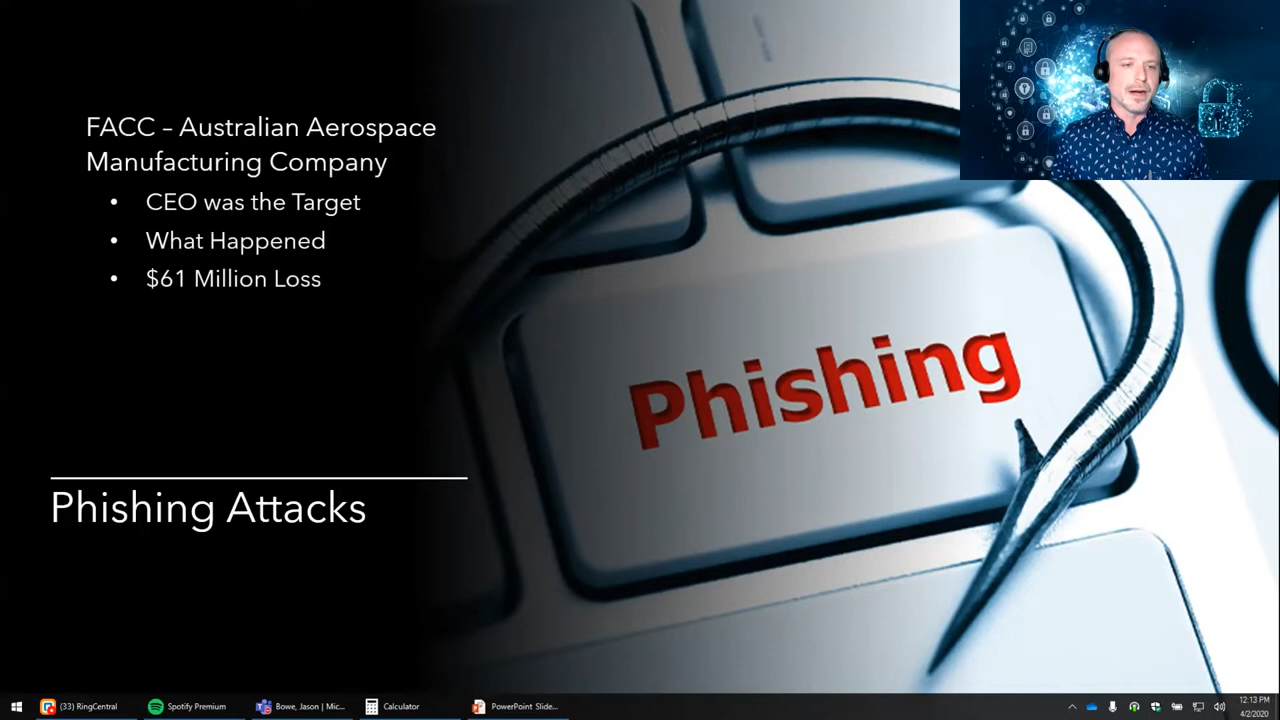 FACC – Australian Aerospace
Manufacturing Company
• CEO was the Target
• What Happened
• $61 Million Loss
Phishing
Phishing Attacks
(33) RingCentral
Spotify Premium
Bowe, Jason | Mic...
Calculator
PowerPoint Slide...
12:13 PM
4/2/2020